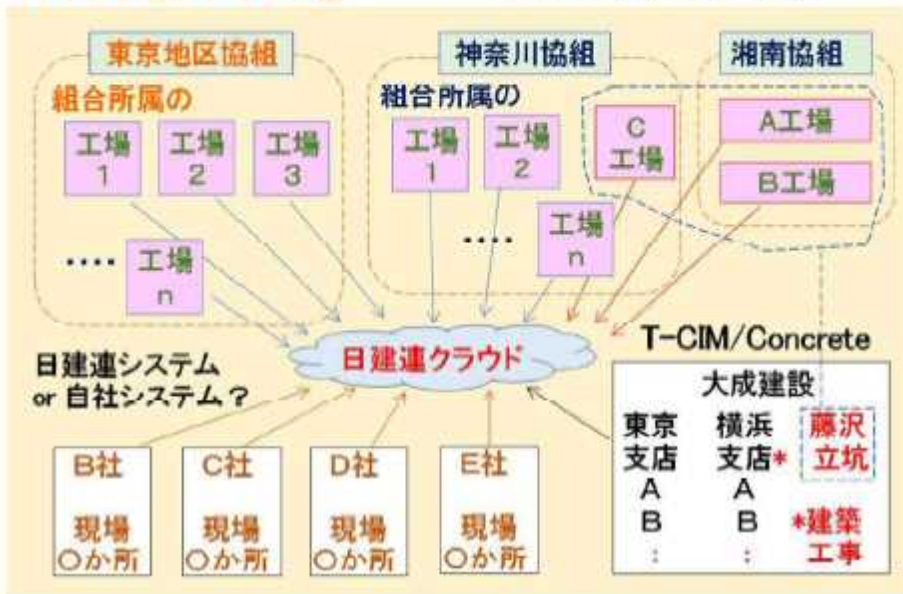 東京地区協組
神奈川協組
湘南協組
組合所属の
組合所属の
工場
1
工場
2
工場
3
‥‥
工場
n
工場
1
工場
2
‥‥
工場
n
C
工場
A工場
B工場
日建連クラウド
日建連システム
or 自社システム？
T-CIM/Concrete
大成建設
東京
支店
A
B
：
横浜
支店*
A
B
：
藤沢
立坑
*建築
工事
B社
現場
〇か所
C社
現場
〇か所
D社
現場
〇か所
E社
現場
〇か所